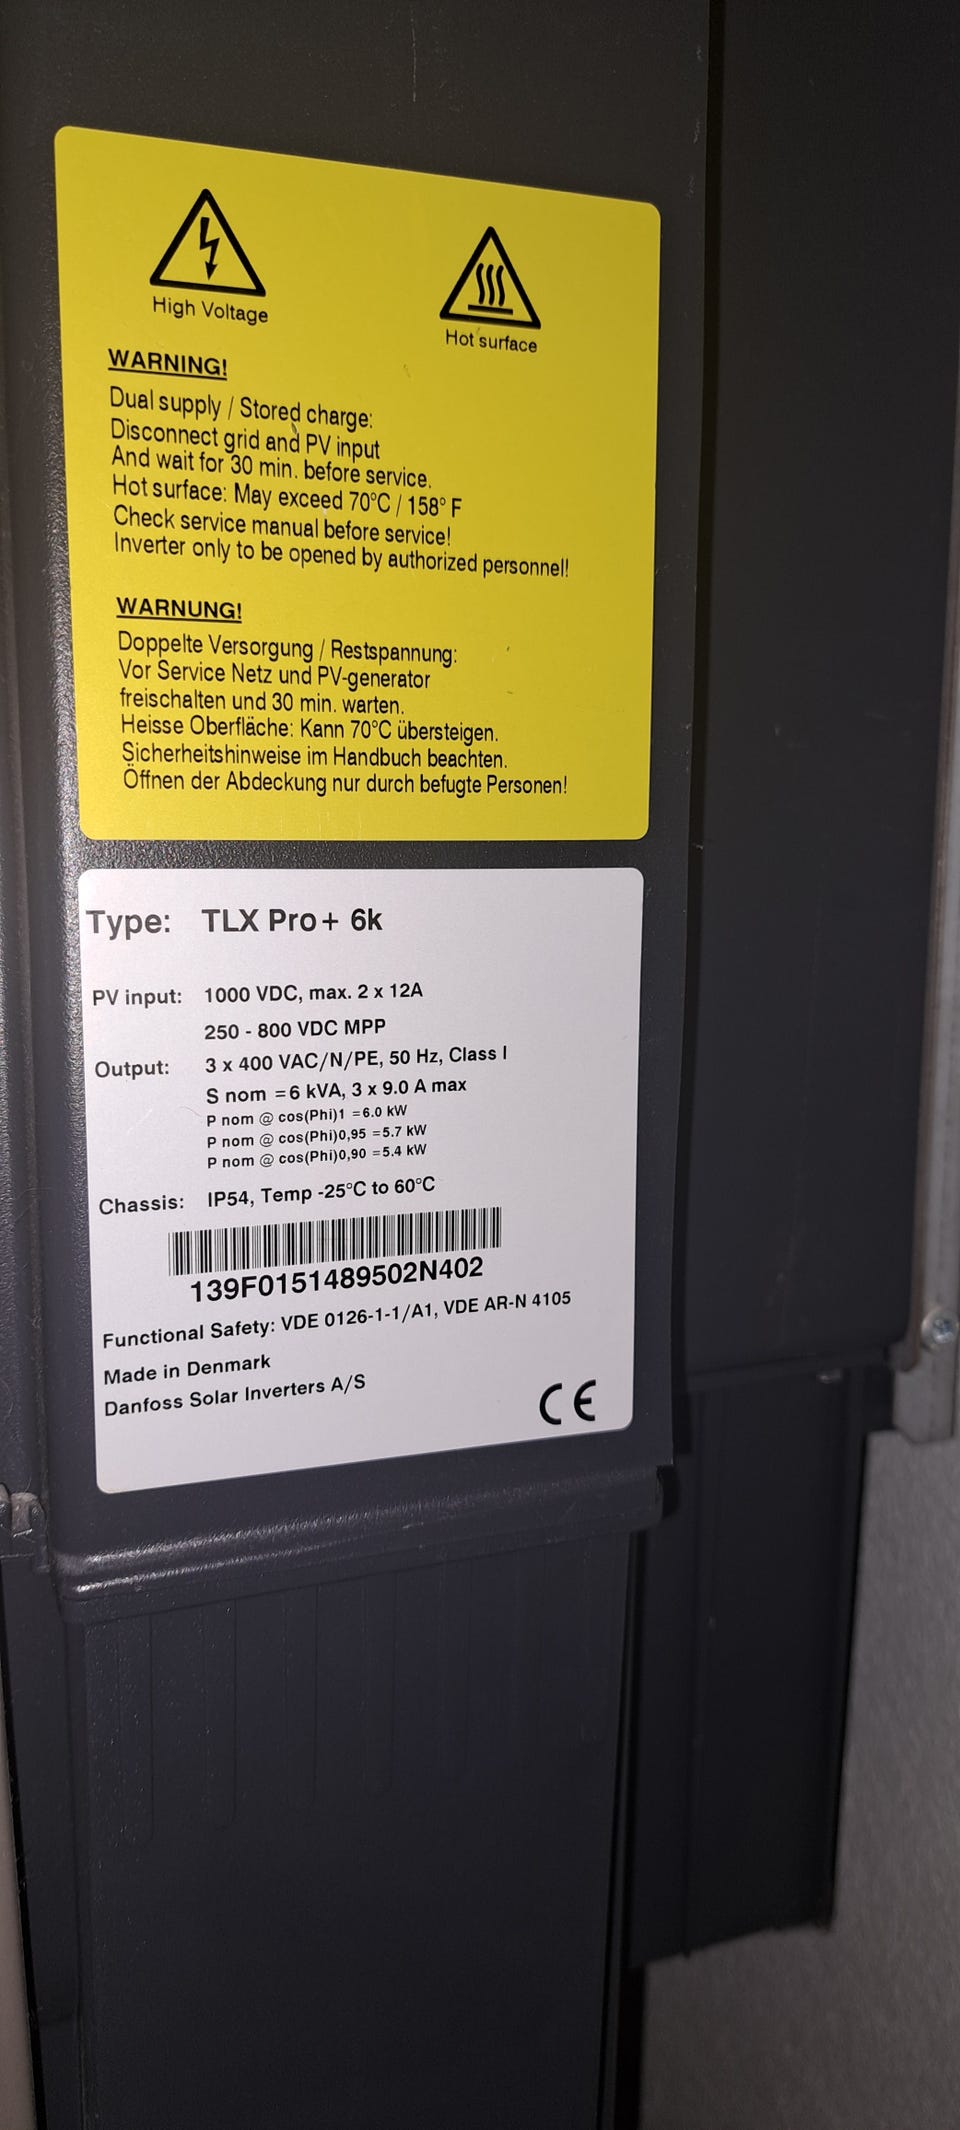 High Voltage
Hot surface
WARNING!
Dual supply / Stored charge:
Disconnect grid and PV input
And wait for 30 min. before service.
Hot surface: May exceed 70°C / 158° F
Check service manual before service!
Inverter only to be opened by authorized personnel!
WARNUNG!
Doppelte Versorgung / Restspannung:
Vor Service Netz und PV-generator
freischalten und 30 min. warten.
Heisse Oberfläche: Kann 70°C übersteigen.
Sicherheitshinweise im Handbuch beachten.
Öffnen der Abdeckung nur durch befugte Personen!
Type: TLX Pro+ 6k
PV input: 1000 VDC, max. 2 x 12A
250 - 800 VDC MPP
Output: 3 x 400 VAC/N/PE, 50 Hz, Class I
S nom =6 kVA, 3 x 9.0 A max
P nom @ cos(Phi)1 =6.0 kW
P nom @ cos(Phi)0,95 =5.7 kW
P nom @ cos(Phi)0,90 =5.4 kW
Chassis: IP54, Temp -25°C to 60°C
139F0151489502N402
Functional Safety: VDE 0126-1-1/A1, VDE AR-N 4105
Made in Denmark
Danfoss Solar Inverters A/S
CE